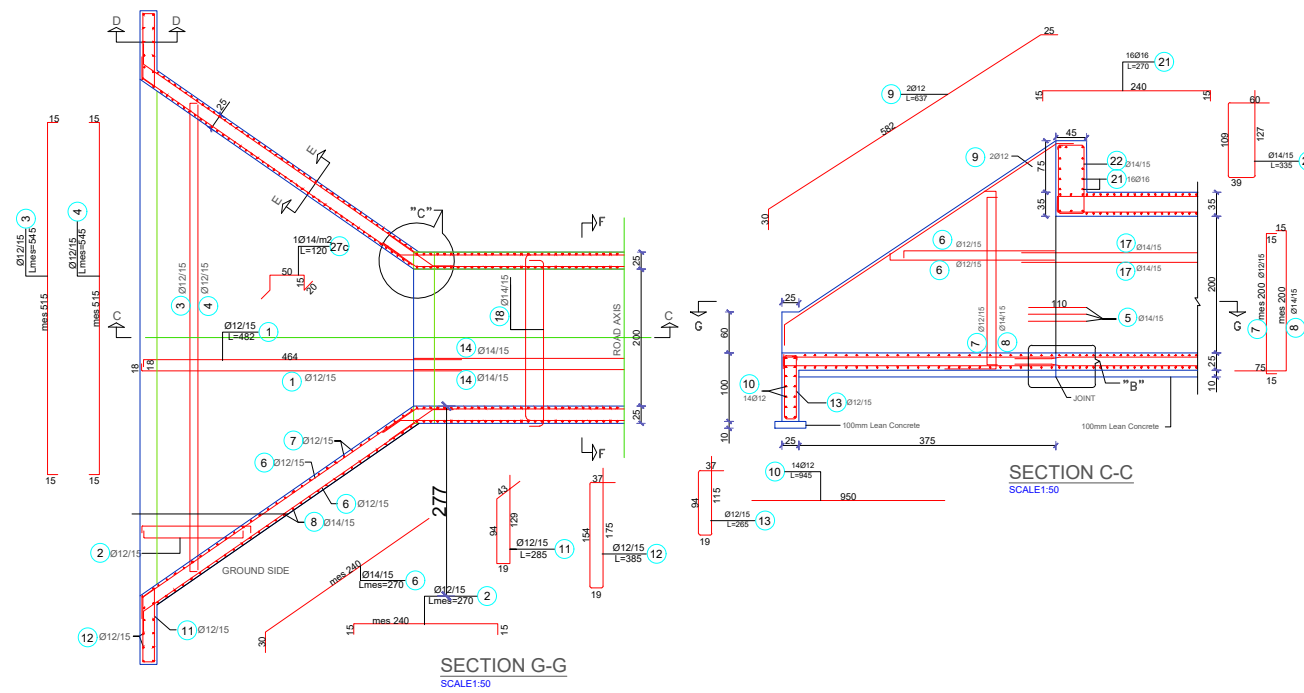 D
D
15
15
15
15
25
E
E
"C"
F
3
Ø12/15
Lmes=545
4
Ø12/15
Lmes=545
mes 515
mes 515
1Ø14/m2
L=120
27c
50
15
20
3
Ø12/15
4
Ø12/15
18
Ø14/15
25
200
25
ROAD AXIS
C
C
Ø12/15
L=482
1
464
18
18
1
Ø12/15
14
Ø14/15
14
Ø14/15
15
15
7
Ø12/15
6
Ø12/15
6
Ø12/15
8
Ø14/15
F
277
43
94
129
19
Ø12/15
L=285
11
37
154
175
19
Ø12/15
L=385
12
2
Ø12/15
GROUND SIDE
mes 240
30
Ø14/15
Lmes=270
6
Ø12/15
Lmes=270
2
15
mes 240
15
12
Ø12/15
11
Ø12/15
SECTION G-G
SCALE1:50
25
9
2Ø12
L=637
582
30
16Ø16
L=270
21
15
240
15
60
109
127
39
Ø14/15
L=335
45
75
35
9
2Ø12
22
Ø14/15
21
16Ø16
35
200
25
10
6
Ø12/15
6
Ø12/15
17
Ø14/15
17
Ø14/15
110
5
Ø14/15
25
G
G
60
100
10
7
Ø12/15
8
Ø14/15
10
14Ø12
13
Ø12/15
"B"
JOINT
100mm Lean Concrete
100mm Lean Concrete
25
375
15
15
7
mes 200
Ø12/15
8
mes 200
Ø14/15
75
15
10
14Ø12
L=945
950
37
94
115
19
Ø12/15
L=265
13
SECTION C-C
SCALE1:50